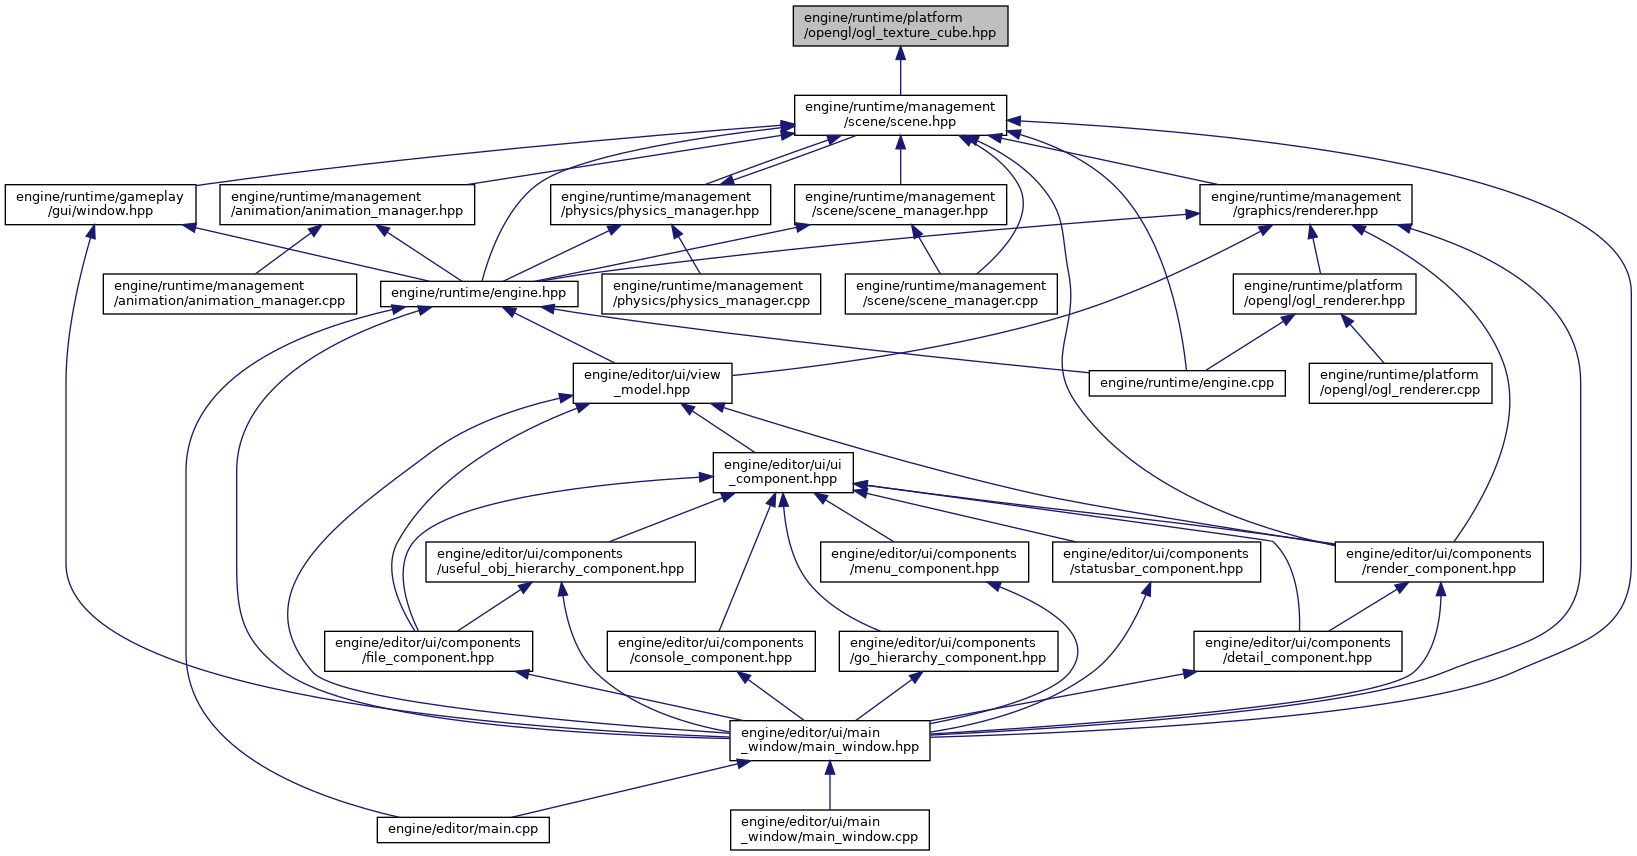 engine/runtime/platform
/opengl/ogl_texture_cube.hpp
engine/runtime/management
/scene/scene.hpp
engine/runtime/gameplay
/gui/window.hpp
engine/runtime/management
/animation/animation_manager.hpp
engine/runtime/management
/physics/physics_manager.hpp
engine/runtime/management
/scene/scene_manager.hpp
engine/runtime/management
/graphics/renderer.hpp
engine/runtime/management
/animation/animation_manager.cpp
engine/runtime/engine.hpp
engine/runtime/management
/physics/physics_manager.cpp
engine/runtime/management
/scene/scene_manager.cpp
engine/runtime/platform
/opengl/ogl_renderer.hpp
engine/editor/ui/view
_model.hpp
engine/runtime/engine.cpp
engine/runtime/platform
/opengl/ogl_renderer.cpp
engine/editor/ui/ui
_component.hpp
engine/editor/ui/components
/useful_obj_hierarchy_component.hpp
engine/editor/ui/components
/menu_component.hpp
engine/editor/ui/components
/statusbar_component.hpp
engine/editor/ui/components
/render_component.hpp
engine/editor/ui/components
/file_component.hpp
engine/editor/ui/components
/console_component.hpp
engine/editor/ui/components
/go_hierarchy_component.hpp
engine/editor/ui/components
/detail_component.hpp
engine/editor/ui/main
_window/main_window.hpp
engine/editor/main.cpp
engine/editor/ui/main
_window/main_window.cpp